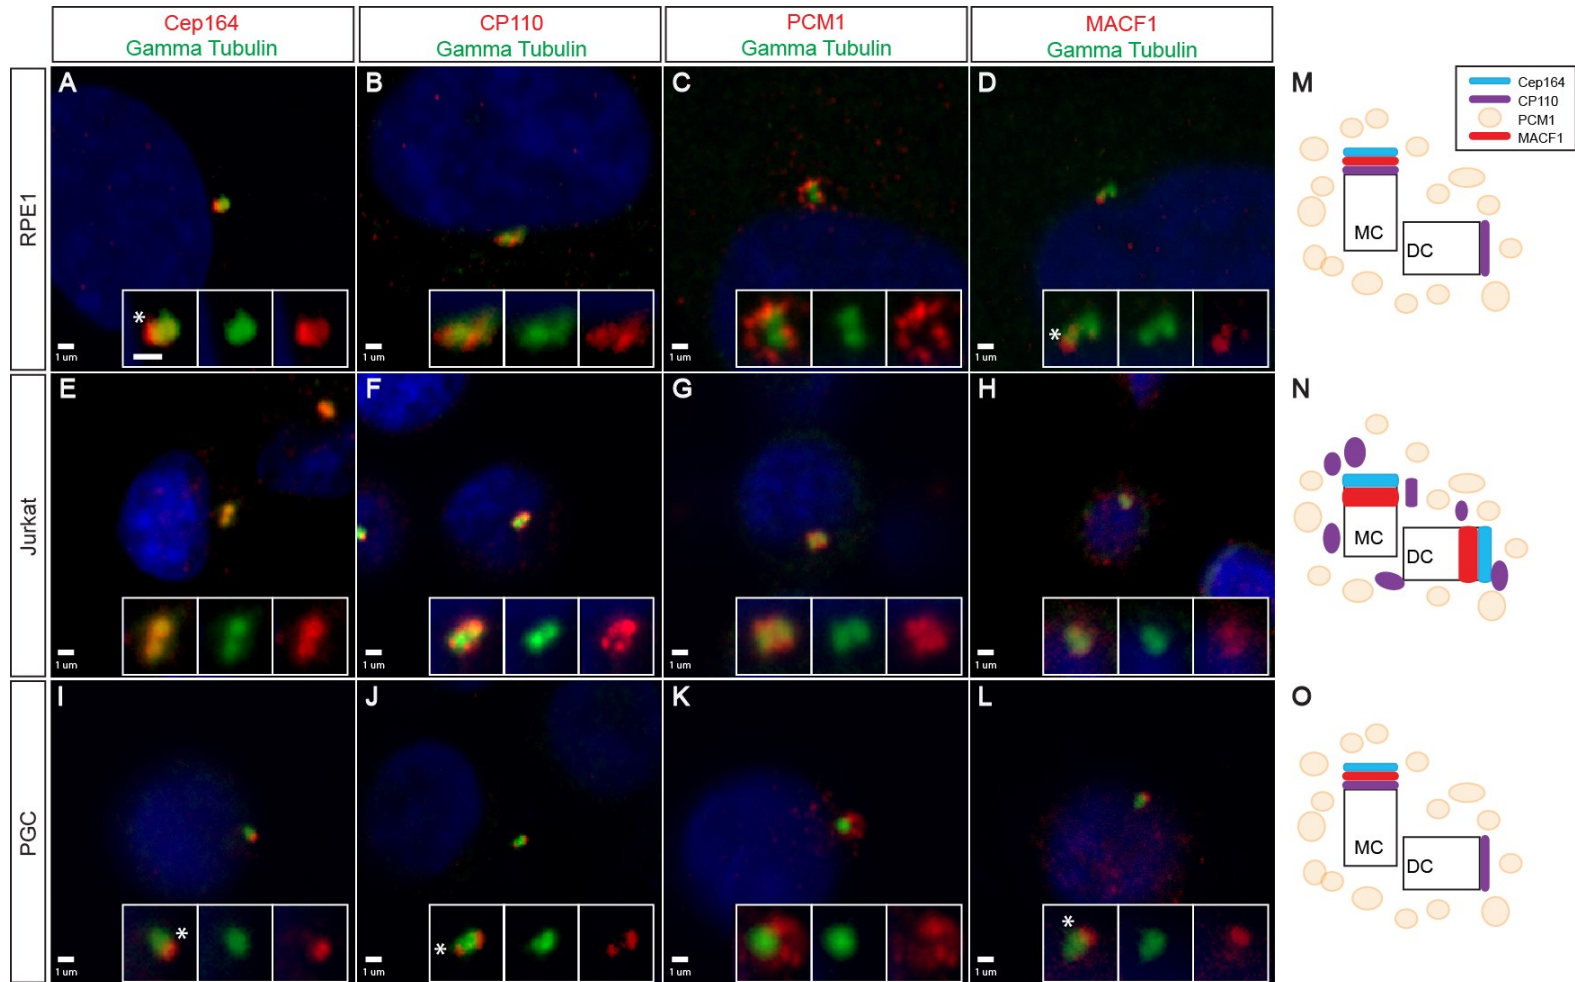 Cep164
Gamma Tubulin
CP110
Gamma Tubulin
PCM1
Gamma Tubulin
MACF1
Gamma Tubulin
RPE1
A
*
1 um
B
1 um
C
1 um
D
*
1 um
M
Cep164
CP110
PCM1
MACF1
MC
DC
Jurkat
E
1 um
F
1 um
G
1 um
H
1 um
N
MC
DC
PGC
I
*
1 um
J
*
1 um
K
1 um
L
*
1 um
O
MC
DC